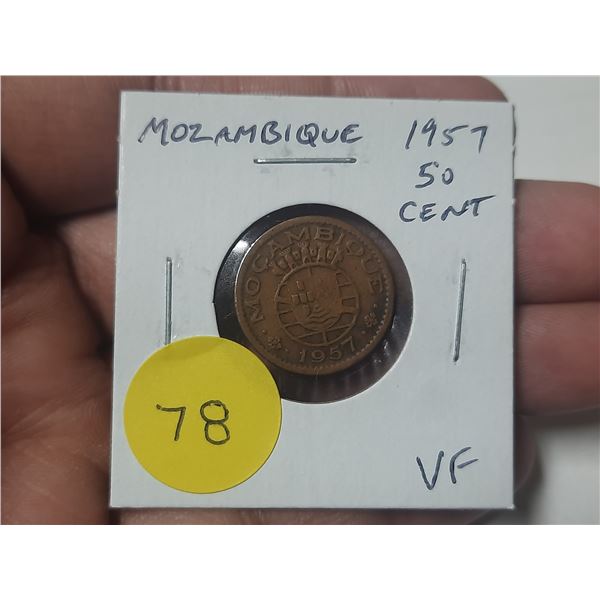 MOZAMBIQUE
1957
50
CENT
MOÇAMBIQUE
1957
78
VF